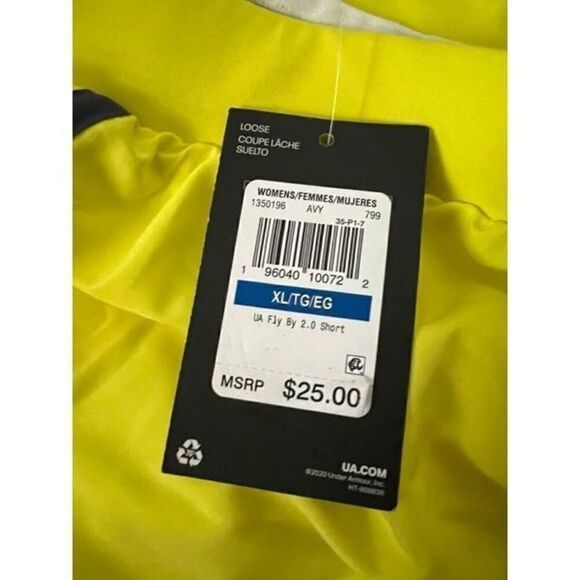 LOOSE
COUPE LÂCHE
SUELTO
WOMENS/FEMMES/MUJERES
1350196 AVY 799
35-P1-7
1 96040 10072 2
XL/TG/EG
UA Fly By 2.0 Short
MSRP $25.00
UA.COM
©2020 Under Armour, Inc.